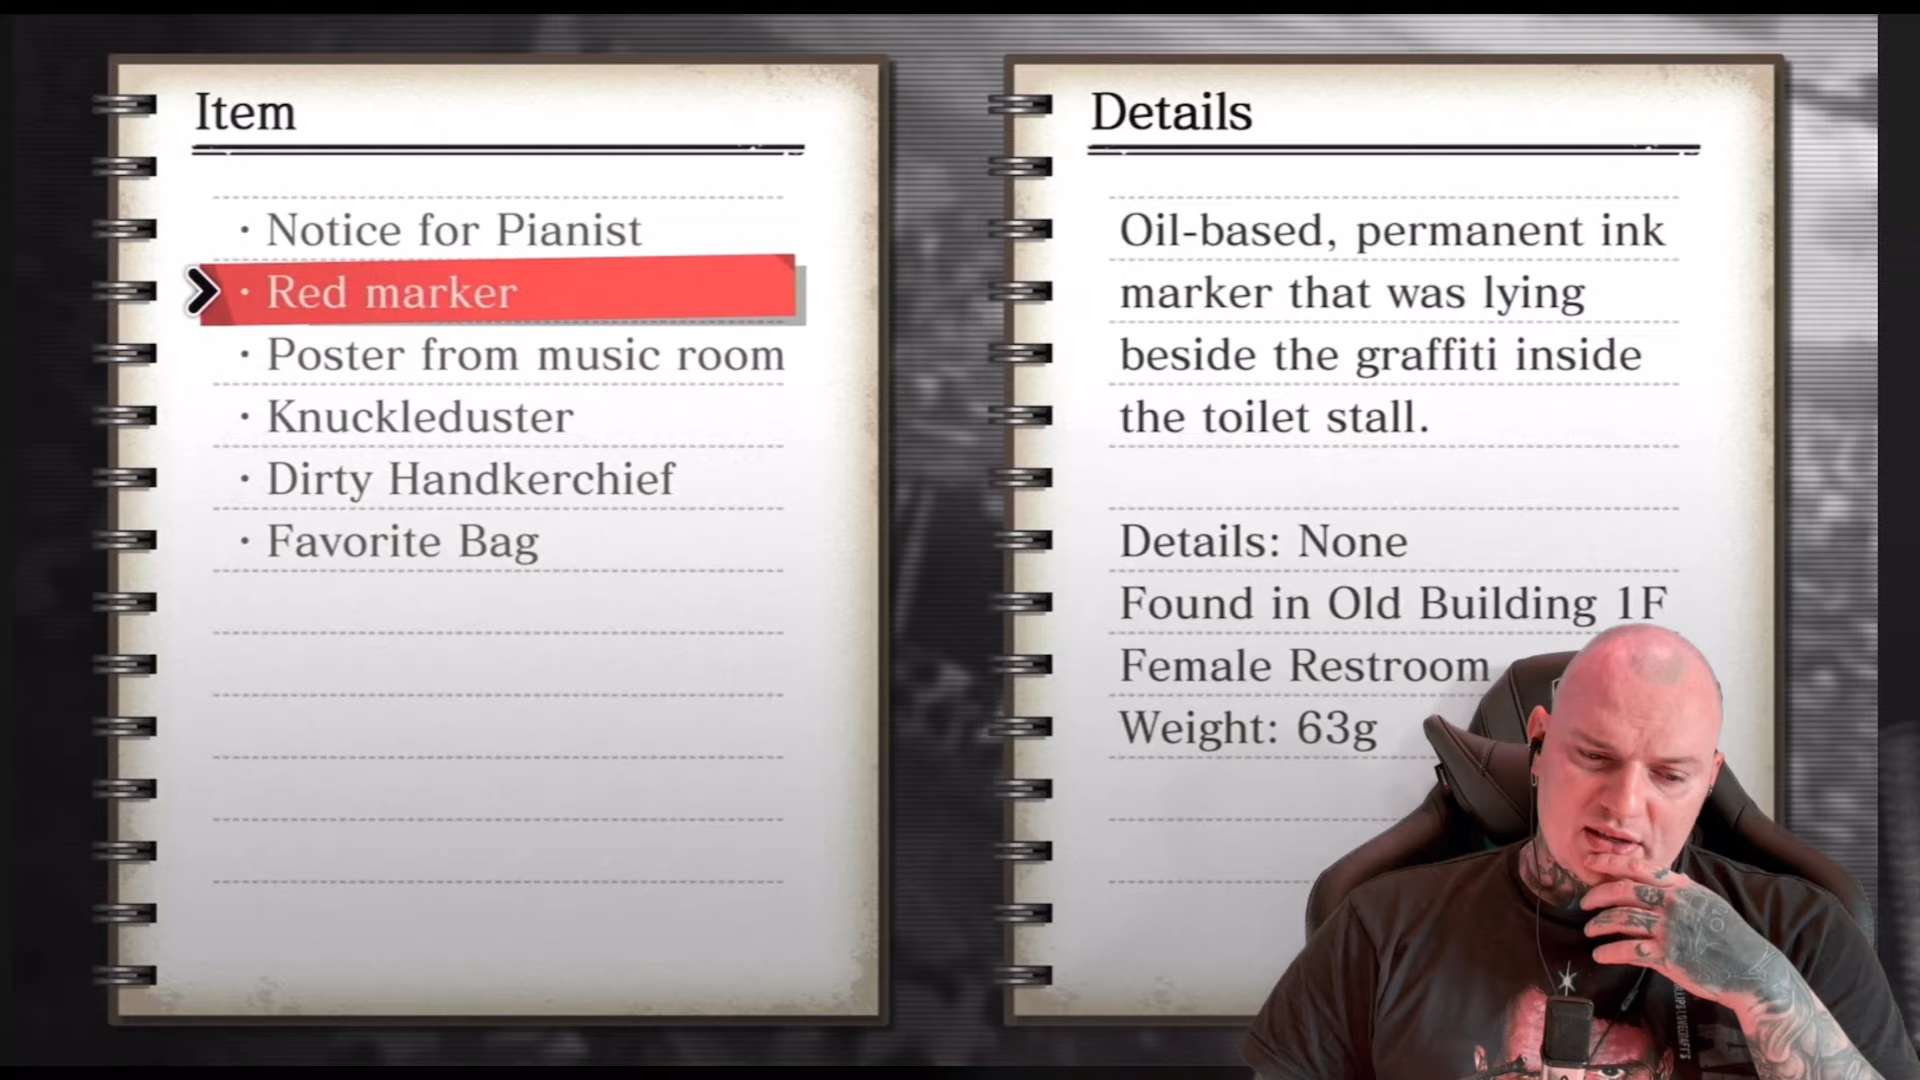 Item
· Notice for Pianist
· Red marker
· Poster from music room
· Knuckleduster
· Dirty Handkerchief
· Favorite Bag
Details
Oil-based, permanent ink
marker that was lying
beside the graffiti inside
the toilet stall.
Details: None
Found in Old Building 1F
Female Restroom
Weight: 63g